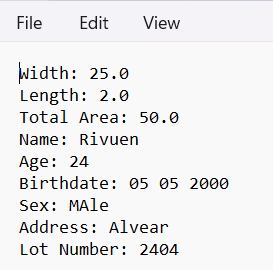 File Edit View
Width: 25.0
Length: 2.0
Total Area: 50.0
Name: Rivuen
Age: 24
Birthdate: 05 05 2000
Sex: MAle
Address: Alvear
Lot Number: 2404